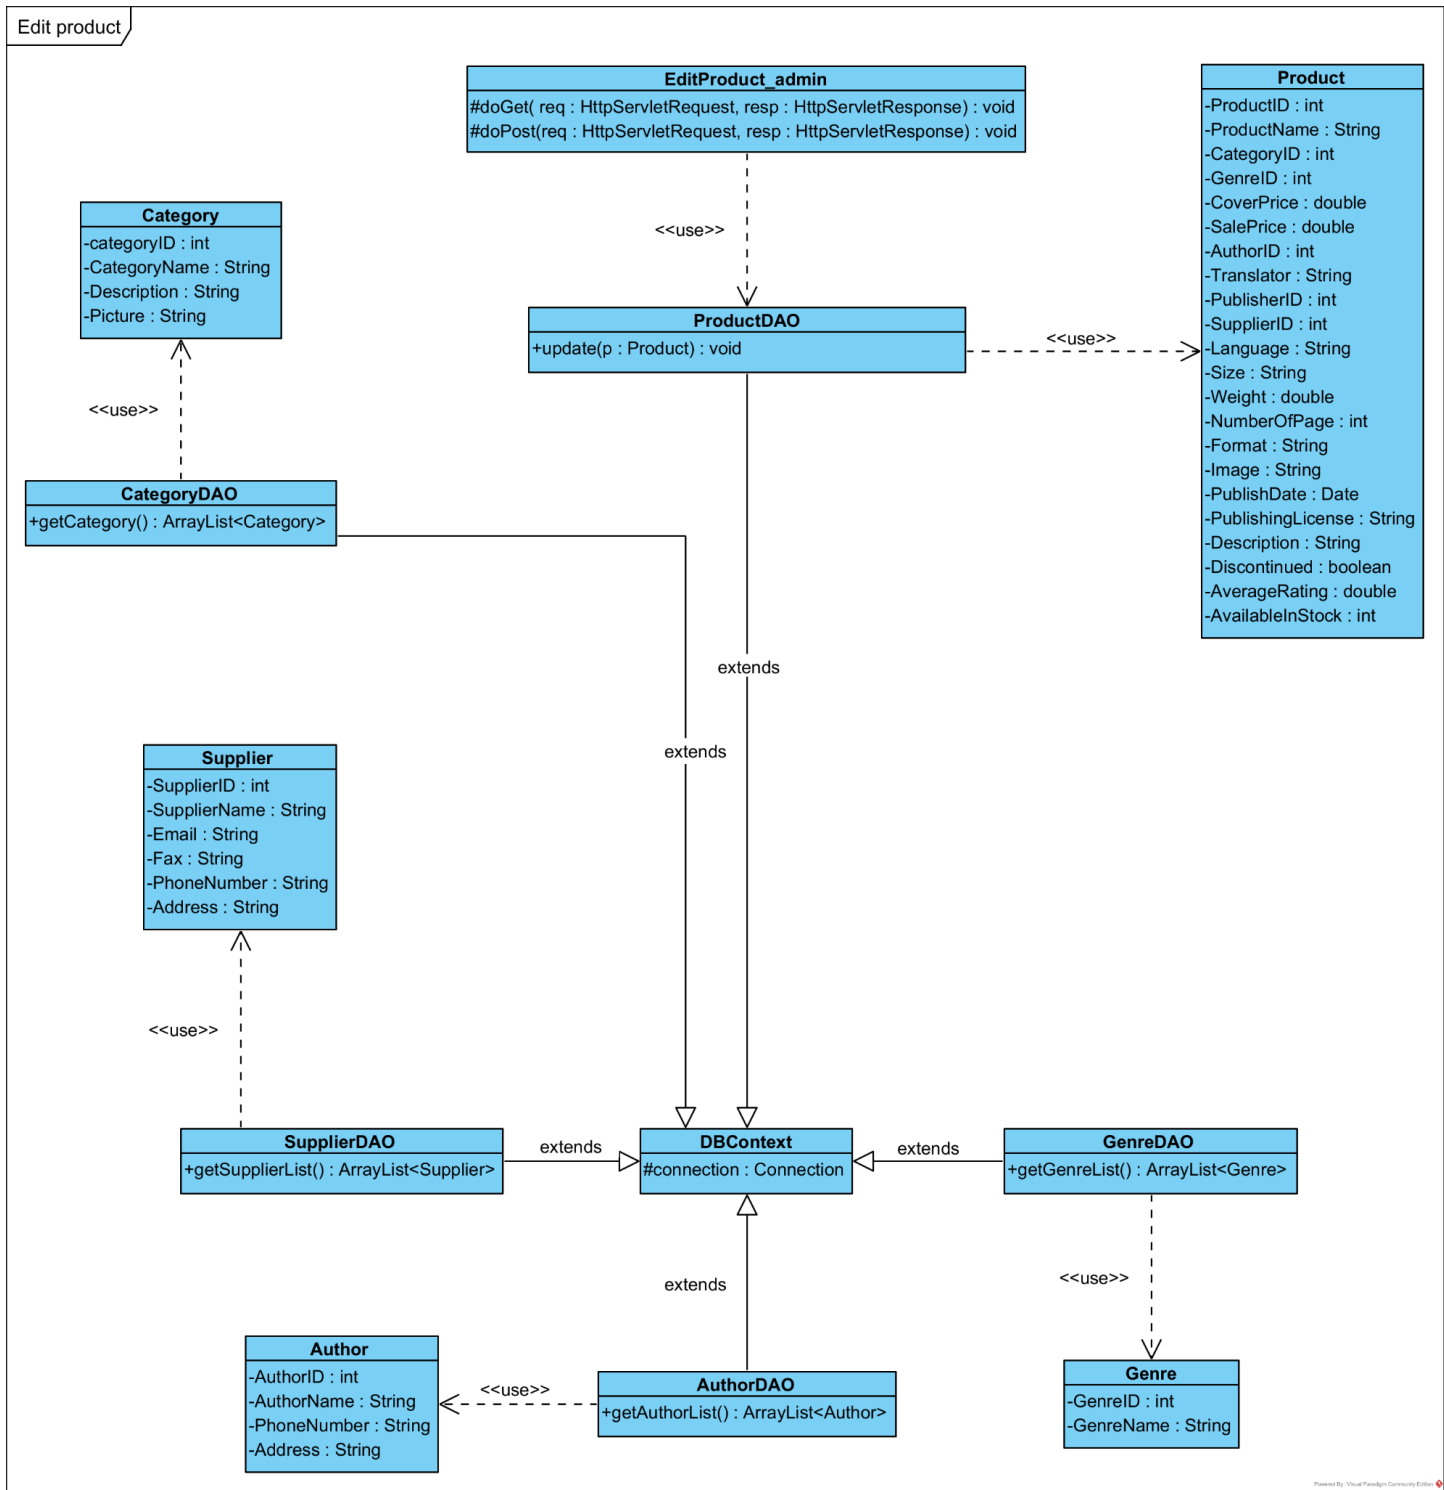 Edit product
EditProduct_admin
#doGet( req : HttpServletRequest, resp : HttpServletResponse) : void
#doPost(req : HttpServletRequest, resp : HttpServletResponse) : void
Product
-ProductID : int
-ProductName : String
-CategoryID : int
-GenreID : int
-CoverPrice : double
-SalePrice : double
-AuthorID : int
-Translator : String
-PublisherID : int
-SupplierID : int
-Language : String
-Size : String
-Weight : double
-NumberOfPage : int
-Format : String
-Image : String
-PublishDate : Date
-PublishingLicense : String
-Description : String
-Discontinued : boolean
-AverageRating : double
-AvailableInStock : int
Category
-categoryID : int
-CategoryName : String
-Description : String
-Picture : String
<<use>>
ProductDAO
+update(p : Product) : void
<<use>>
<<use>>
CategoryDAO
+getCategory() : ArrayList<Category>
extends
extends
Supplier
-SupplierID : int
-SupplierName : String
-Email : String
-Fax : String
-PhoneNumber : String
-Address : String
<<use>>
SupplierDAO
+getSupplierList() : ArrayList<Supplier>
extends
DBContext
#connection : Connection
extends
GenreDAO
+getGenreList() : ArrayList<Genre>
<<use>>
extends
Author
-AuthorID : int
-AuthorName : String
-PhoneNumber : String
-Address : String
<<use>>
AuthorDAO
+getAuthorList() : ArrayList<Author>
Genre
-GenreID : int
-GenreName : String
Powered By: Visual Paradigm Community Edition